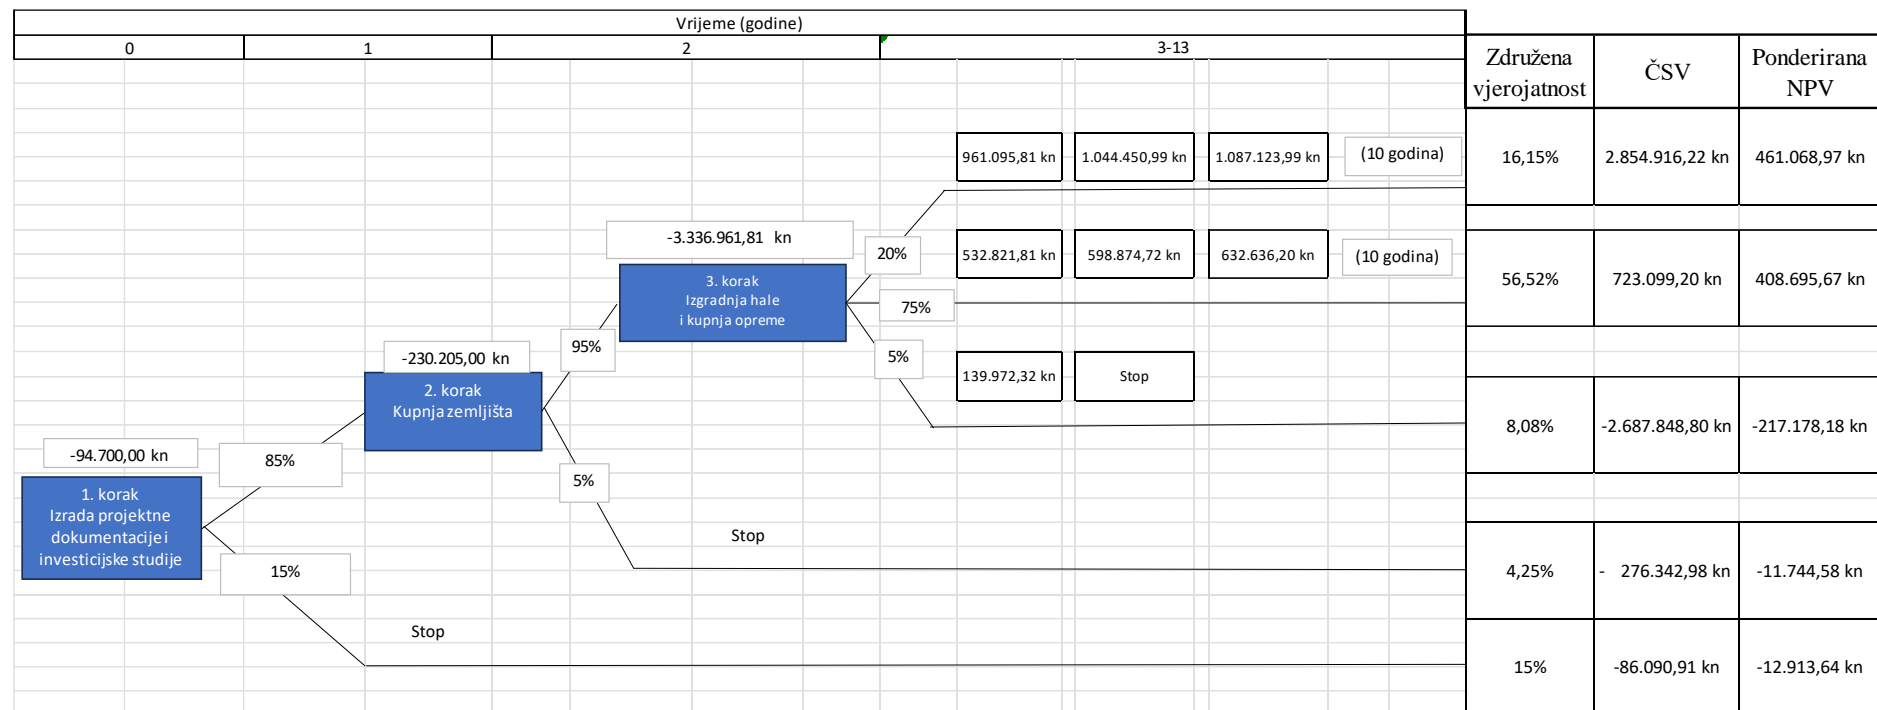 Vrijeme (godine)
0 1 2 3-13
Združena vjerojatnost
ČSV
Ponderirana NPV
961.095,81 kn 1.044.450,99 kn 1.087.123,99 kn (10 godina)
16,15% 2.854.916,22 kn 461.068,97 kn
-3.336.961,81 kn
20%
532.821,81 kn 598.874,72 kn 632.636,20 kn (10 godina)
56,52% 723.099,20 kn 408.695,67 kn
3. korak
Izgradnja hale
i kupnja opreme
75%
95%
5%
-230.205,00 kn
139.972,32 kn Stop
2. korak
Kupnja zemljišta
8,08% -2.687.848,80 kn -217.178,18 kn
-94.700,00 kn
85%
5%
1. korak
Izrada projektne
dokumentacije i
investicijske studije
Stop
15%
4,25% - 276.342,98 kn -11.744,58 kn
Stop
15% -86.090,91 kn -12.913,64 kn